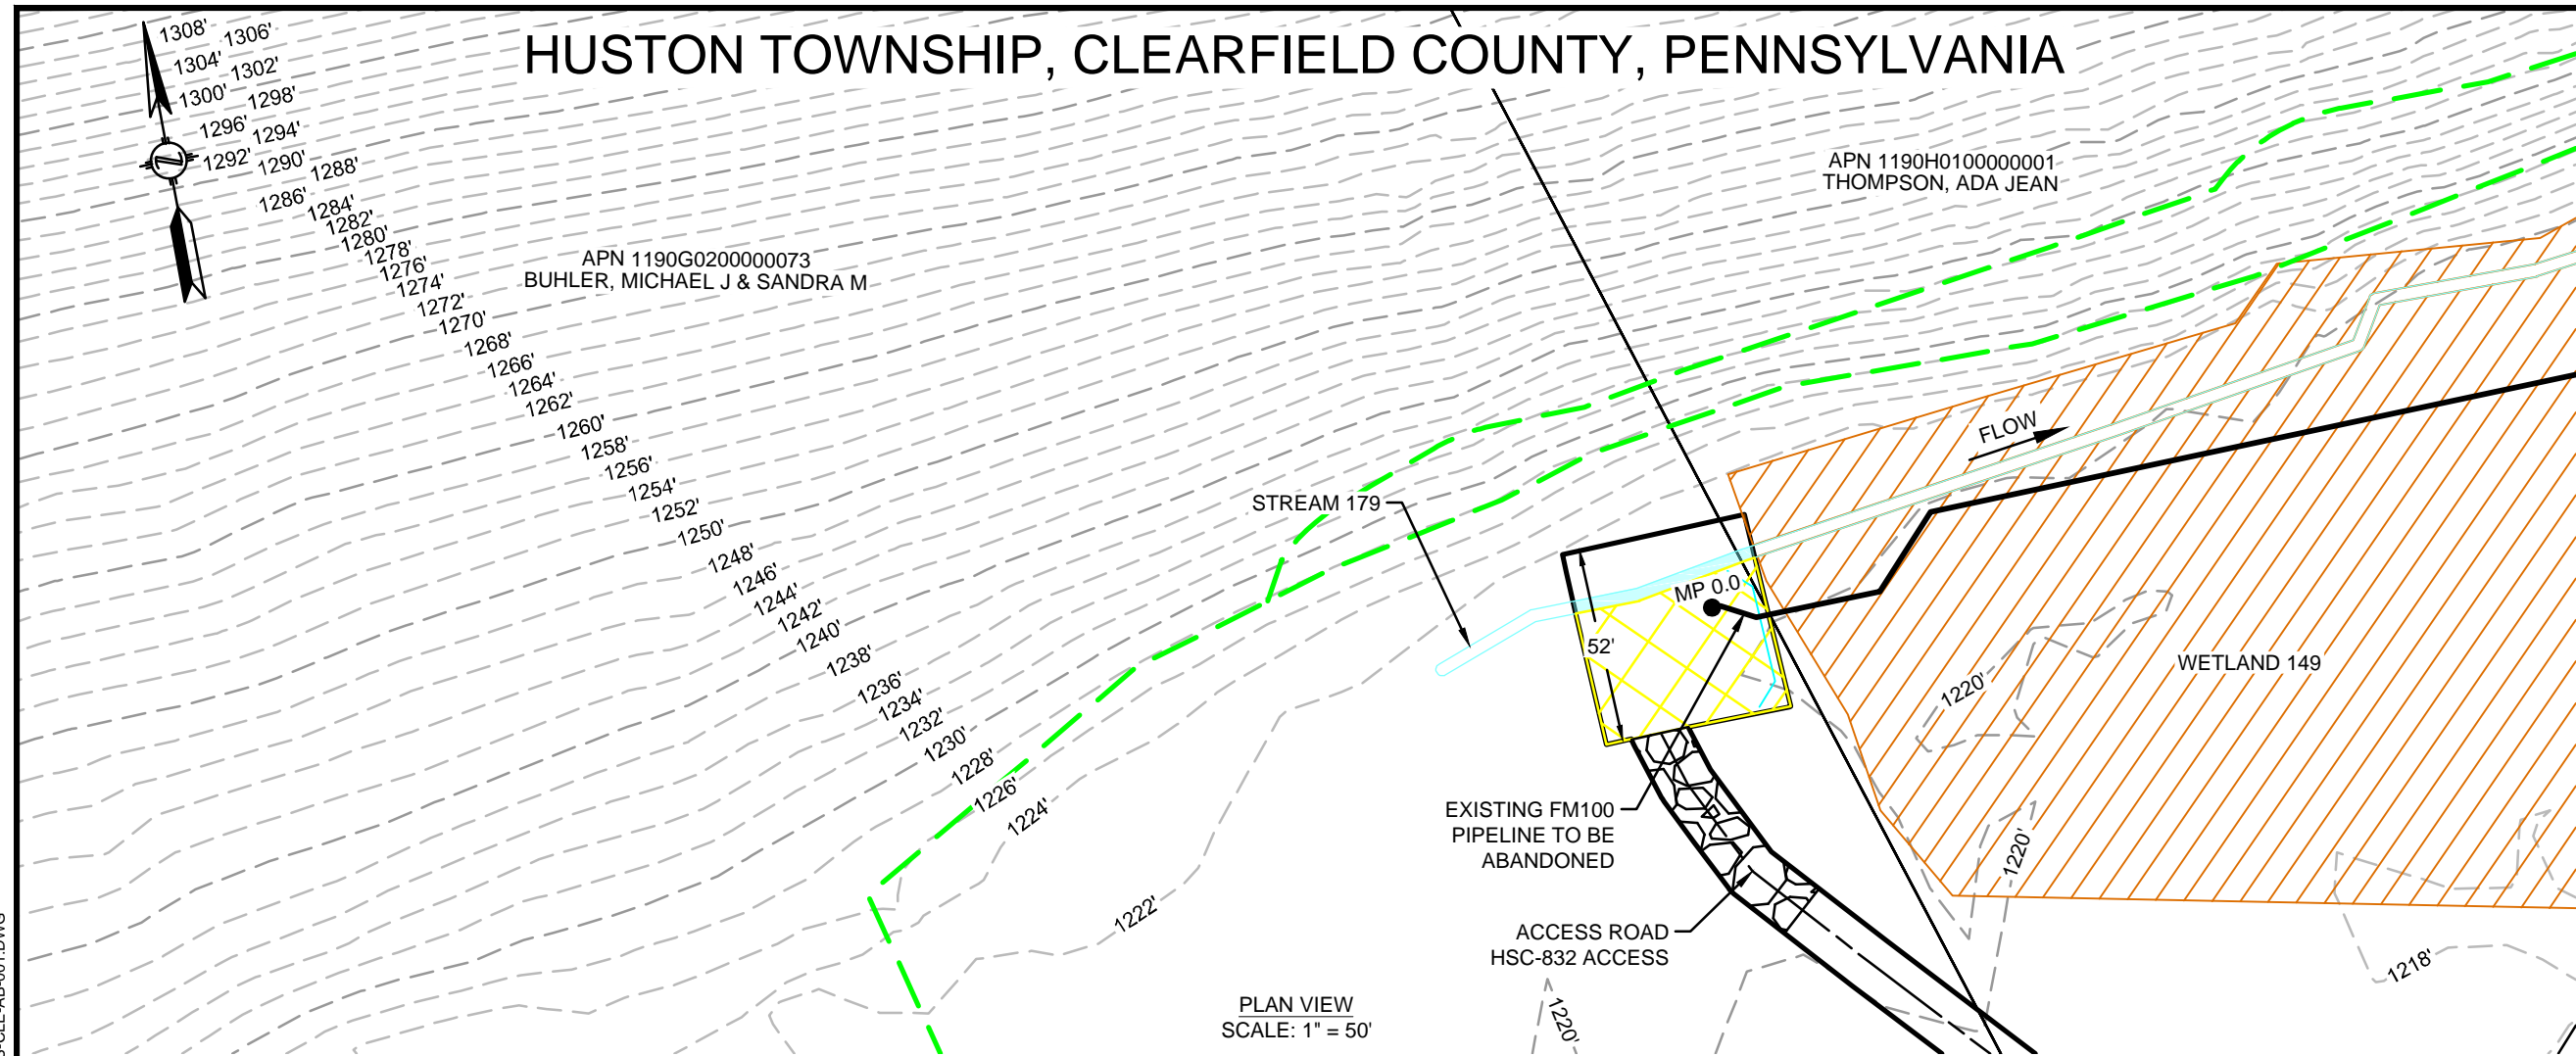 HUSTON TOWNSHIP, CLEARFIELD COUNTY, PENNSYLVANIA
1308'
1306'
1304'
1302'
1300'
1298'
1296'
1294'
1292'
1290'
1288'
1286'
1284'
1282'
1280'
1278'
1276'
1274'
1272'
1270'
1268'
1266'
1264'
1262'
1260'
1258'
1256'
1254'
1252'
1250'
1248'
1246'
1244'
1242'
1240'
1238'
1236'
1234'
1232'
1230'
1228'
1226'
1224'
1222'
N
APN 1190G0200000073
BUHLER, MICHAEL J & SANDRA M
APN 1190H0100000001
THOMPSON, ADA JEAN
FLOW
STREAM 179
MP 0.0
52'
WETLAND 149
1220'
EXISTING FM100
PIPELINE TO BE
ABANDONED
1220'
ACCESS ROAD
HSC-832 ACCESS
1218'
PLAN VIEW
SCALE: 1" = 50'
1220'